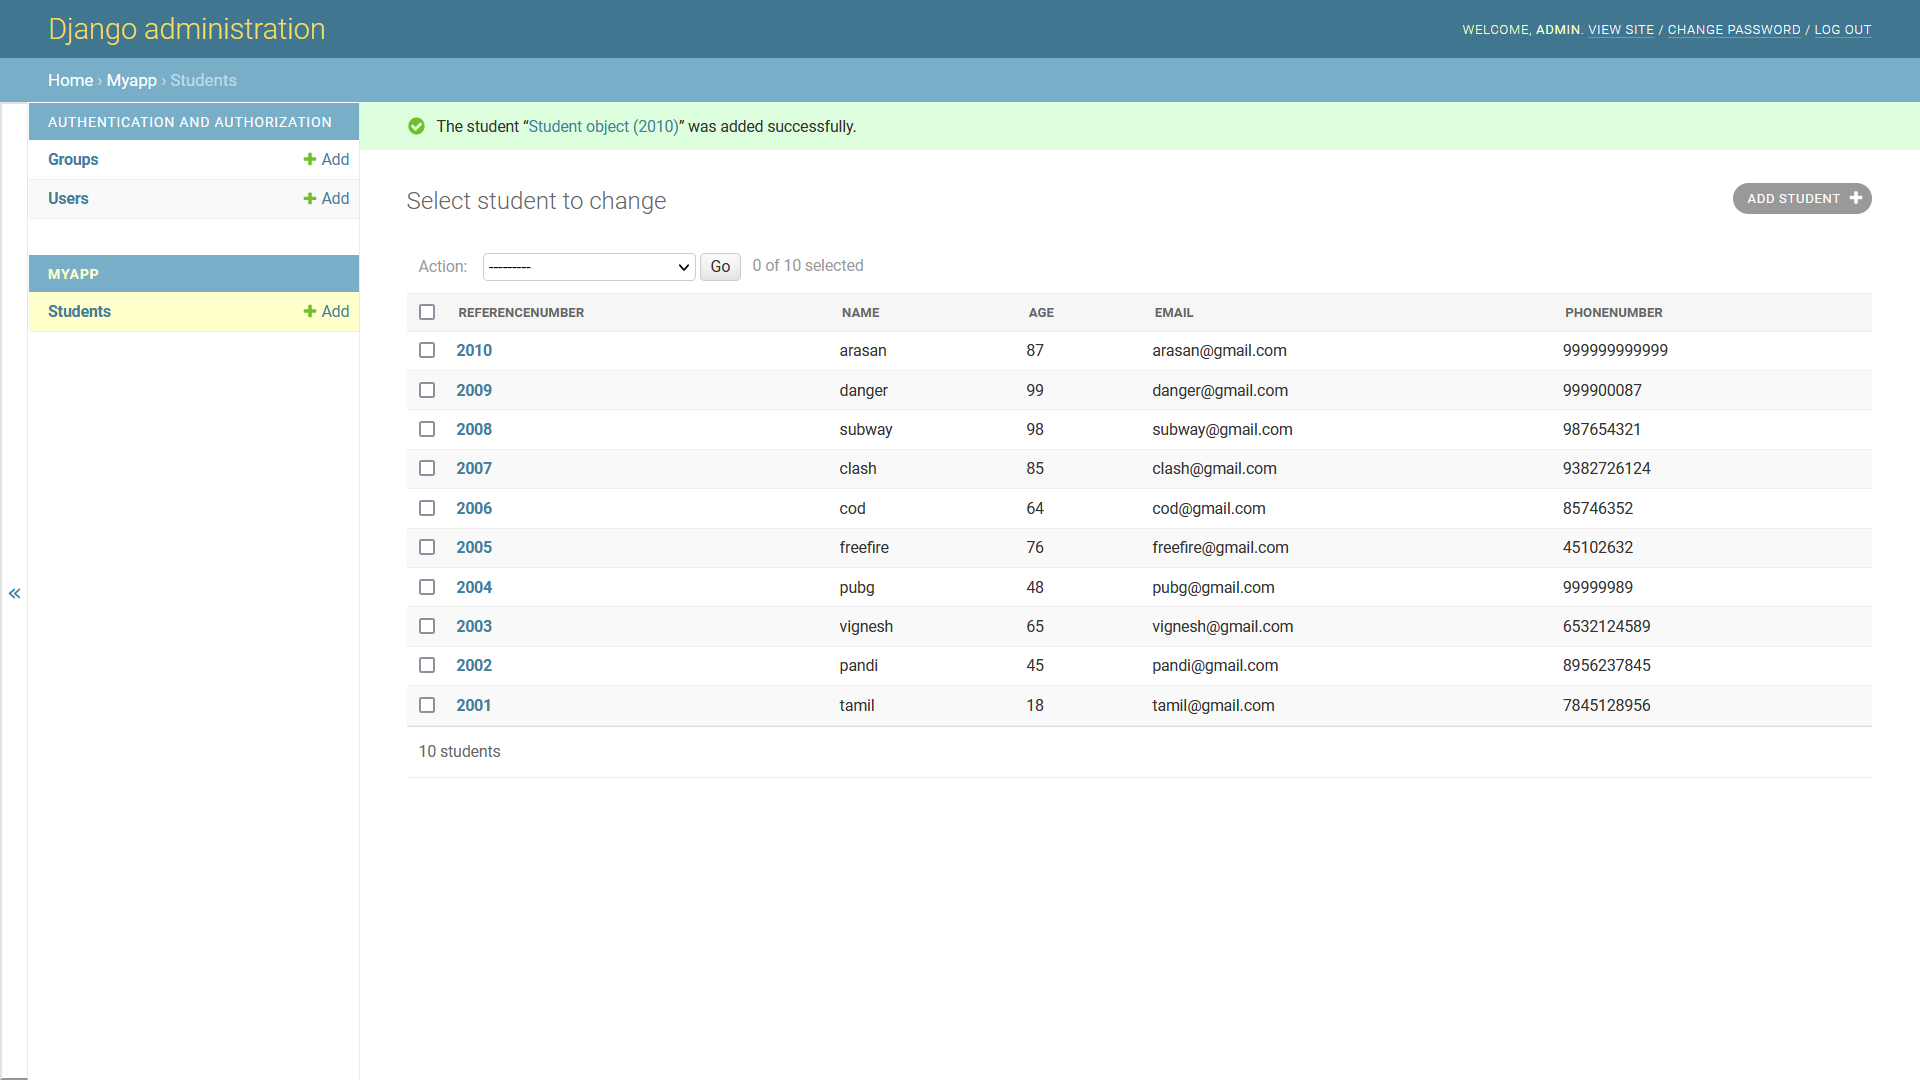 Django administration
WELCOME, ADMIN. VIEW SITE / CHANGE PASSWORD / LOG OUT
Home › Myapp › Students
AUTHENTICATION AND AUTHORIZATION
Groups Add
Users Add
MYAPP
Students Add
«
The student “Student object (2010)” was added successfully.
Select student to change
ADD STUDENT
Action: --------- Go 0 of 10 selected
REFERENCENUMBER NAME AGE EMAIL PHONENUMBER
2010 arasan 87 arasan@gmail.com 999999999999
2009 danger 99 danger@gmail.com 999900087
2008 subway 98 subway@gmail.com 987654321
2007 clash 85 clash@gmail.com 9382726124
2006 cod 64 cod@gmail.com 85746352
2005 freefire 76 freefire@gmail.com 45102632
2004 pubg 48 pubg@gmail.com 99999989
2003 vignesh 65 vignesh@gmail.com 6532124589
2002 pandi 45 pandi@gmail.com 8956237845
2001 tamil 18 tamil@gmail.com 7845128956
10 students